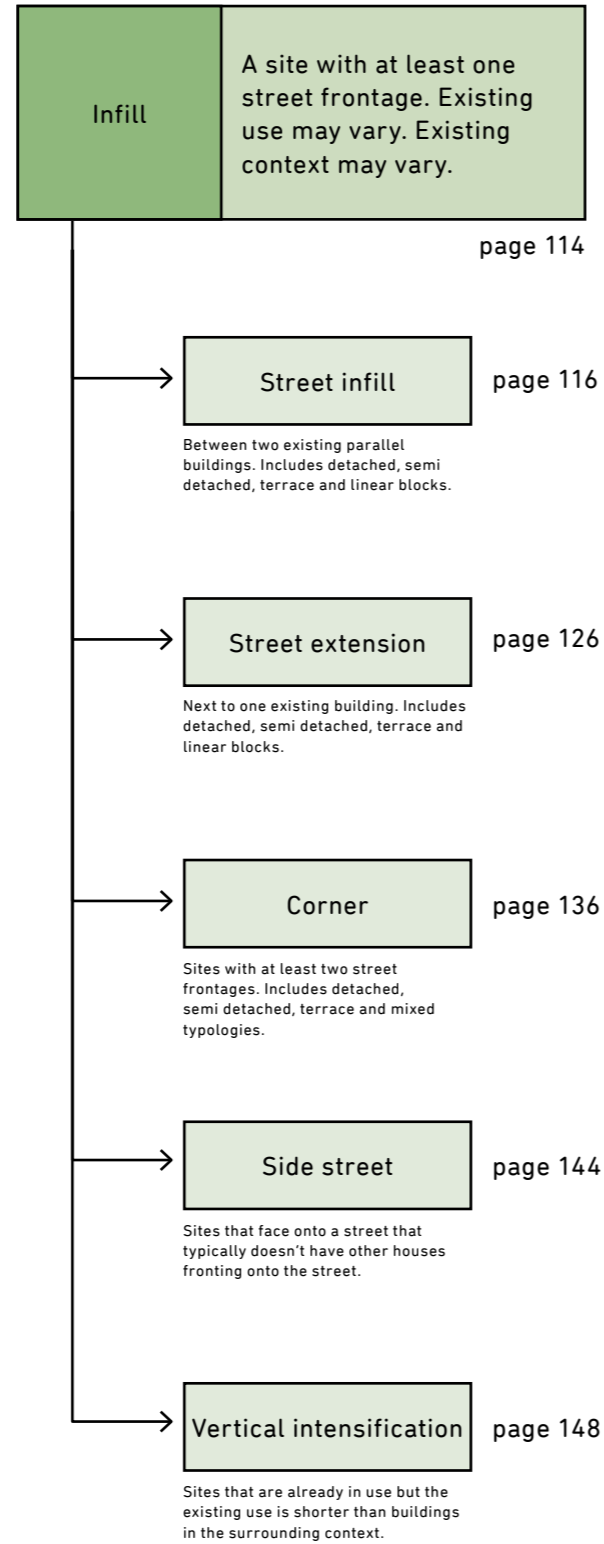 Infill
A site with at least one
street frontage. Existing
use may vary. Existing
context may vary.
page 114
Street infill
page 116
Between two existing parallel
buildings. Includes detached, semi
detached, terrace and linear blocks.
Street extension
page 126
Next to one existing building. Includes
detached, semi detached, terrace and
linear blocks.
Corner
page 136
Sites with at least two street
frontages. Includes detached,
semi detached, terrace and mixed
typologies.
Side street
page 144
Sites that face onto a street that
typically doesn't have other houses
fronting onto the street.
Vertical intensification
page 148
Sites that are already in use but the
existing use is shorter than buildings
in the surrounding context.